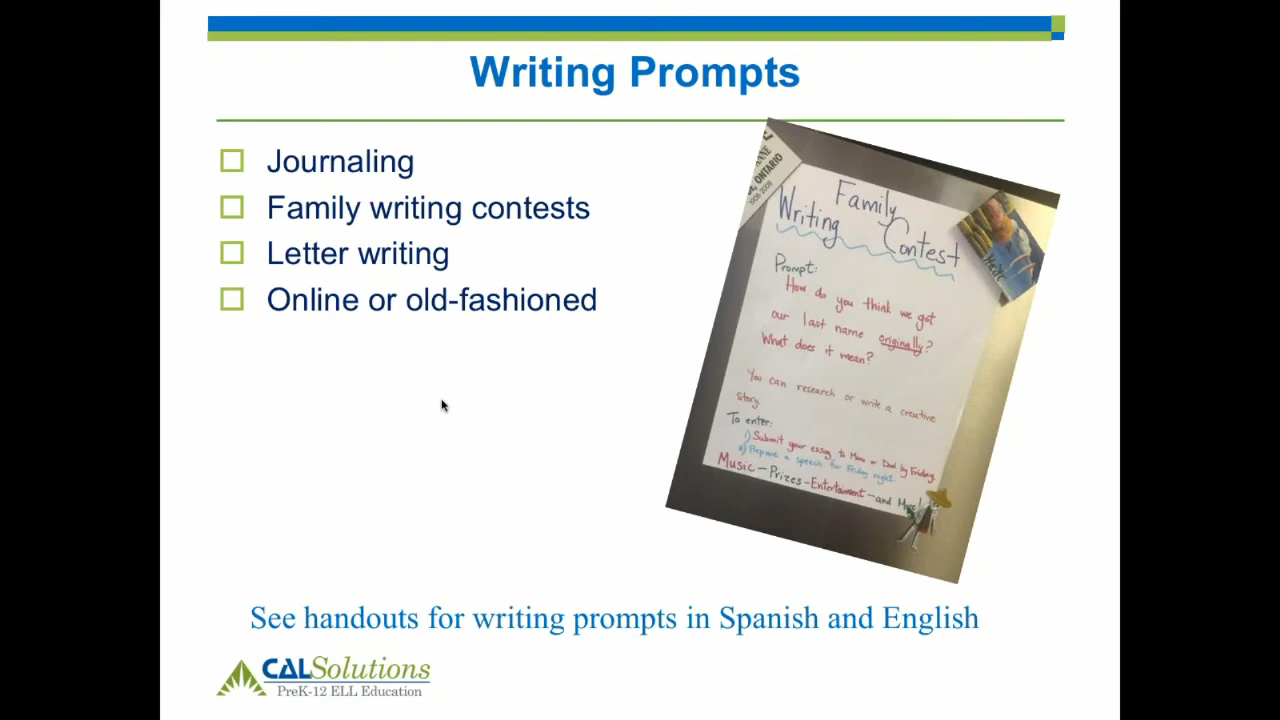 Writing Prompts
Journaling
Family writing contests
Letter writing
Online or old-fashioned
ONTARIO
1908-2008
Family
Writing Contest
Prompt:
How do you think we got
our last name originally?
What does it mean?
You can research or write a creative
story.
To enter:
1) Submit your essay to Mom or Dad by Friday.
2) Prepare a speech for Friday night.
Music - Prizes - Entertainment - and More!
See handouts for writing prompts in Spanish and English
CALSolutions
PreK-12 ELL Education